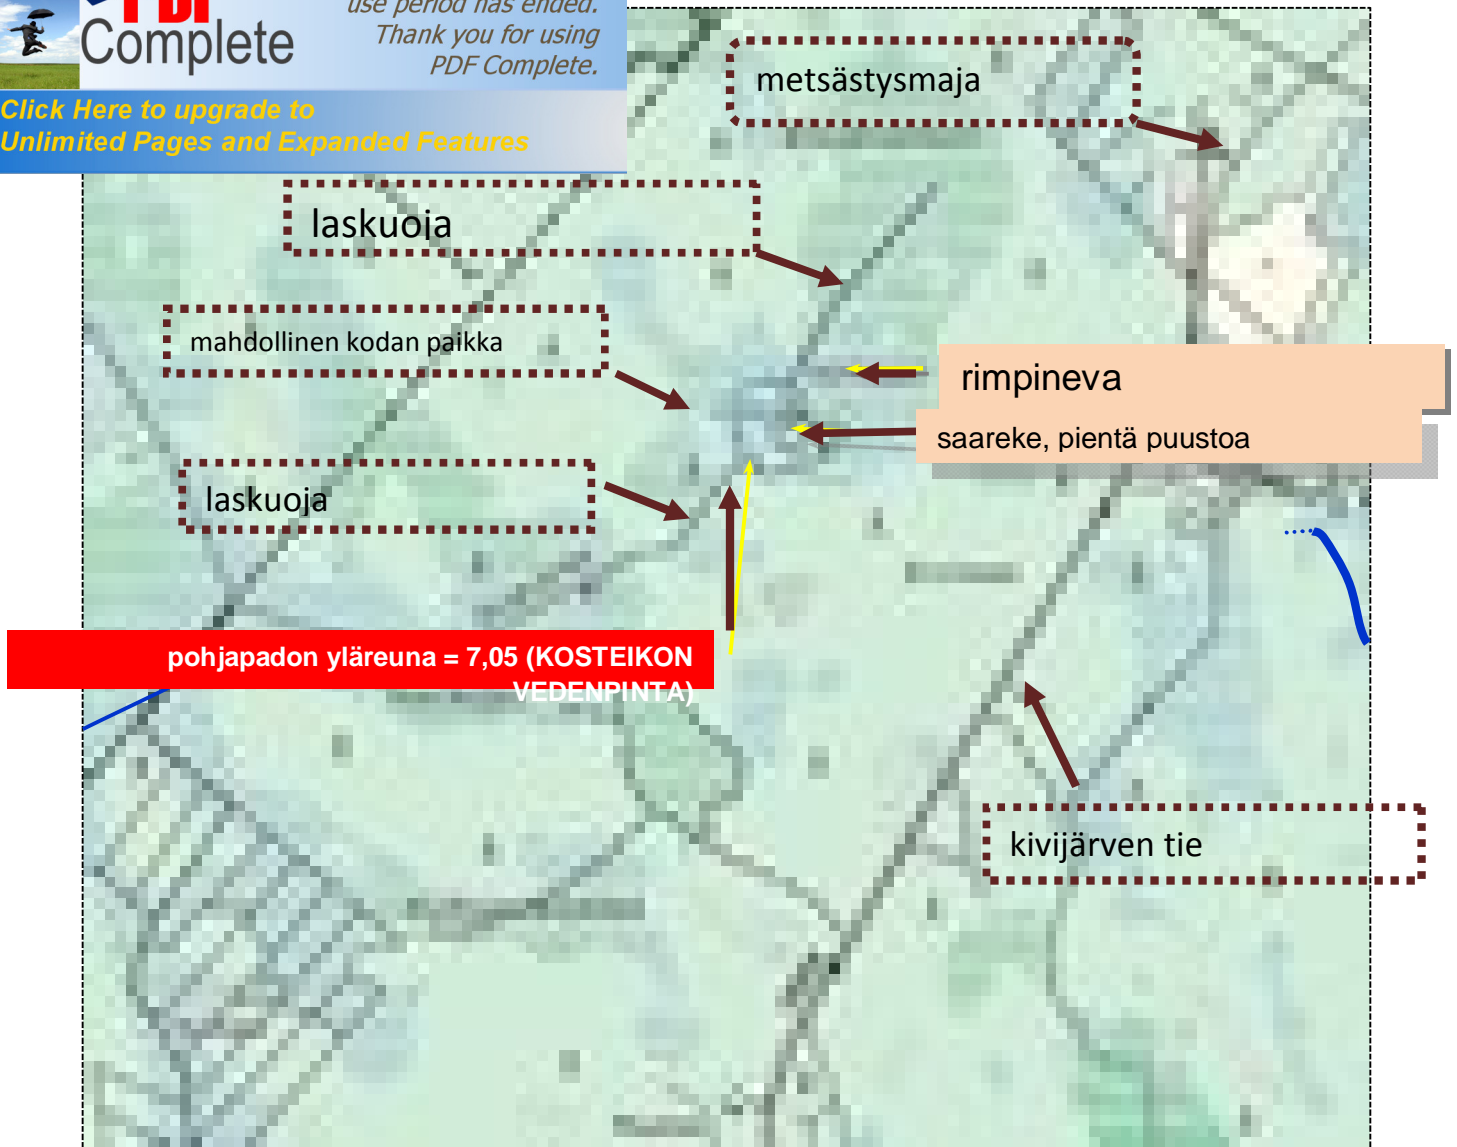 PDF
Complete
use period has ended.
Thank you for using
PDF Complete.
Click Here to upgrade to
Unlimited Pages and Expanded Features
metsästysmaja
laskuoja
mahdollinen kodan paikka
rimpineva
saareke, pientä puustoa
laskuoja
pohjapadon yläreuna = 7,05 (KOSTEIKON
VEDENPINTA)
kivijärven tie